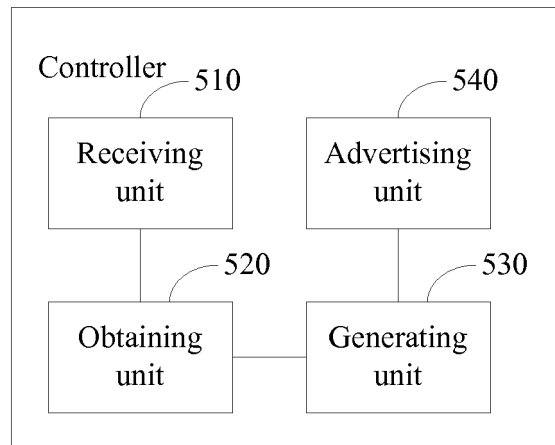 Controller
510
540
Receiving
unit
Advertising
unit
520
530
Obtaining
unit
Generating
unit